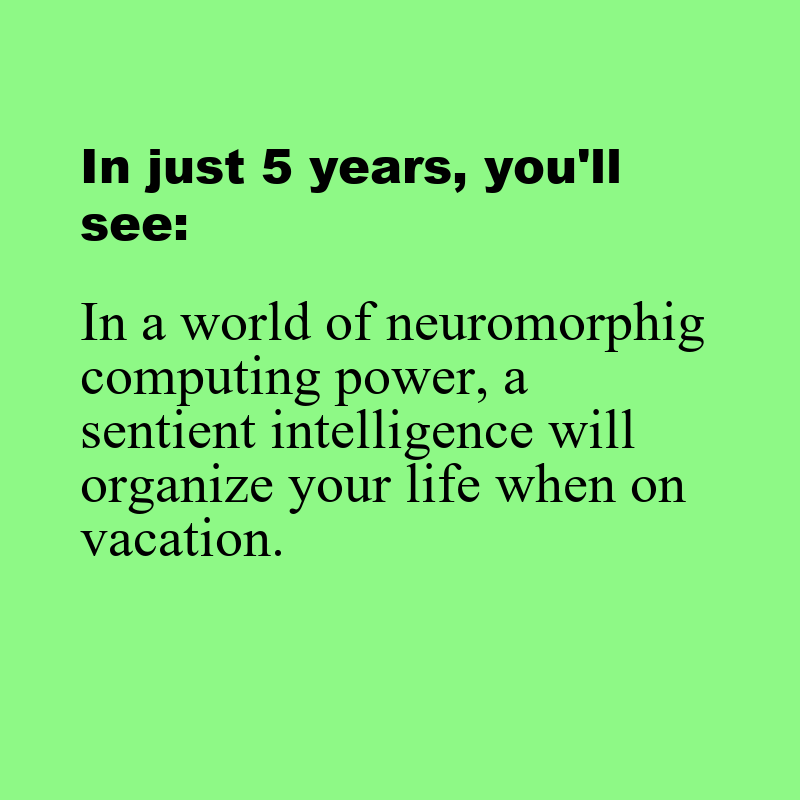 In just 5 years, you'll
see:
In a world of neuromorphig
computing power, a
sentient intelligence will
organize your life when on
vacation.